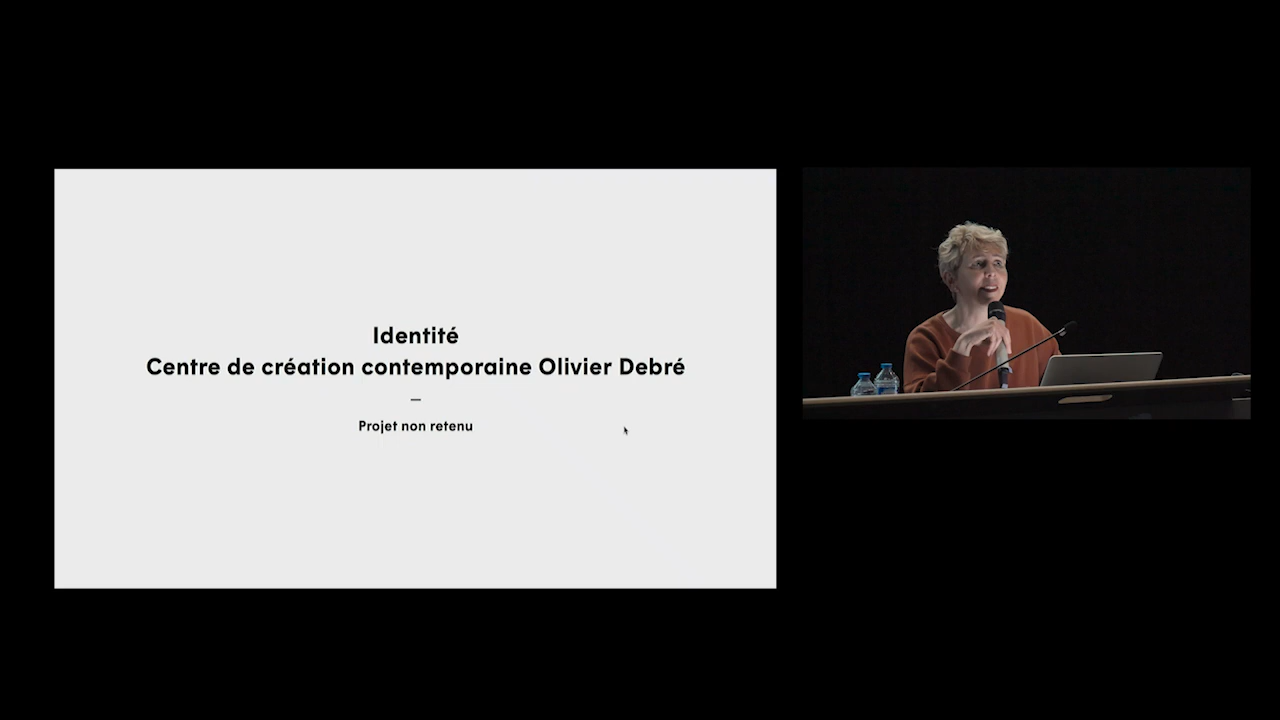 Identité
Centre de création contemporaine Olivier Debré
–
Projet non retenu